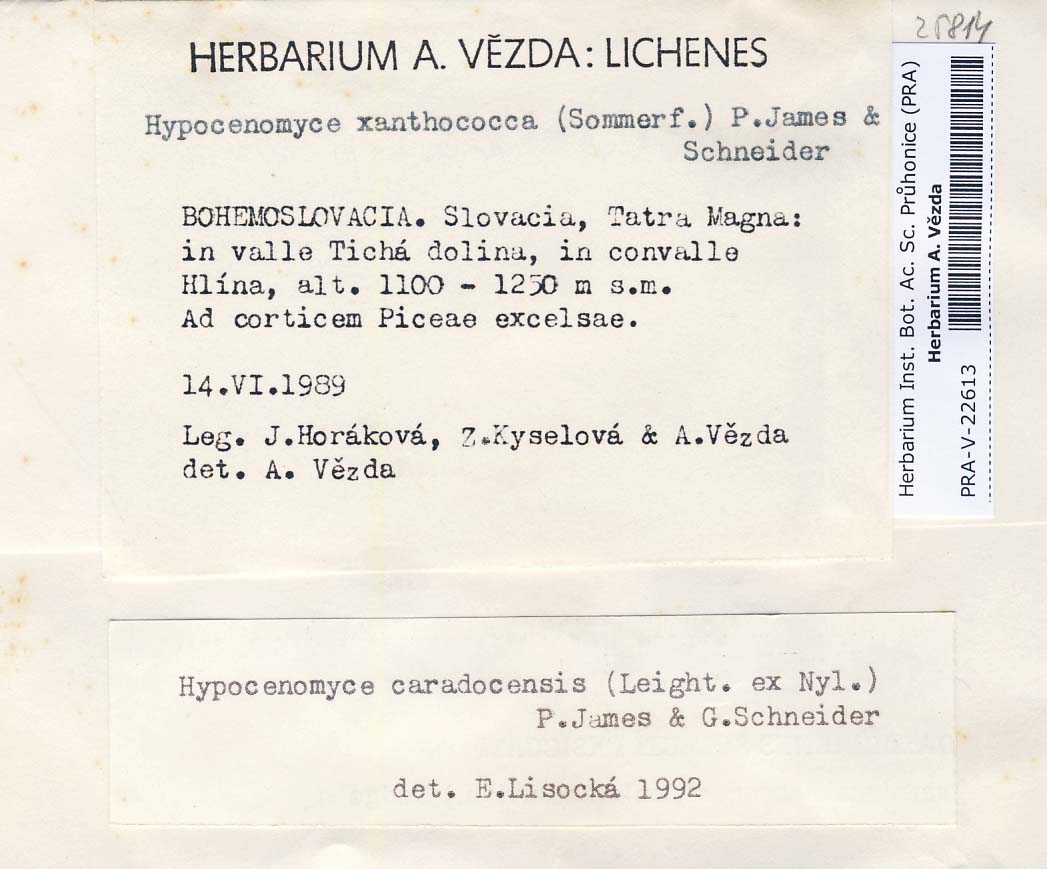 25814
HERBARIUM A. VĚZDA: LICHENES
Hypocenomyce xanthococca (Sommerf.) P.James &
Schneider
BOHEMOSLOVACIA. Slovacia, Tatra Magna:
in valle Tichá dolina, in convalle
Hlína, alt. 1100 - 1250 m s.m.
Ad corticem Piceae excelsae.
14.VI.1989
Leg. J.Horáková, Z.Kyselová & A.Vězda
det. A. Vězda
Herbarium Inst. Bot. Ac. Sc. Průhonice (PRA)
Herbarium A. Vězda
PRA-V-22613
Hypocenomyce caradocensis (Leight. ex Nyl.)
P.James & G.Schneider
det. E.Lisocká 1992